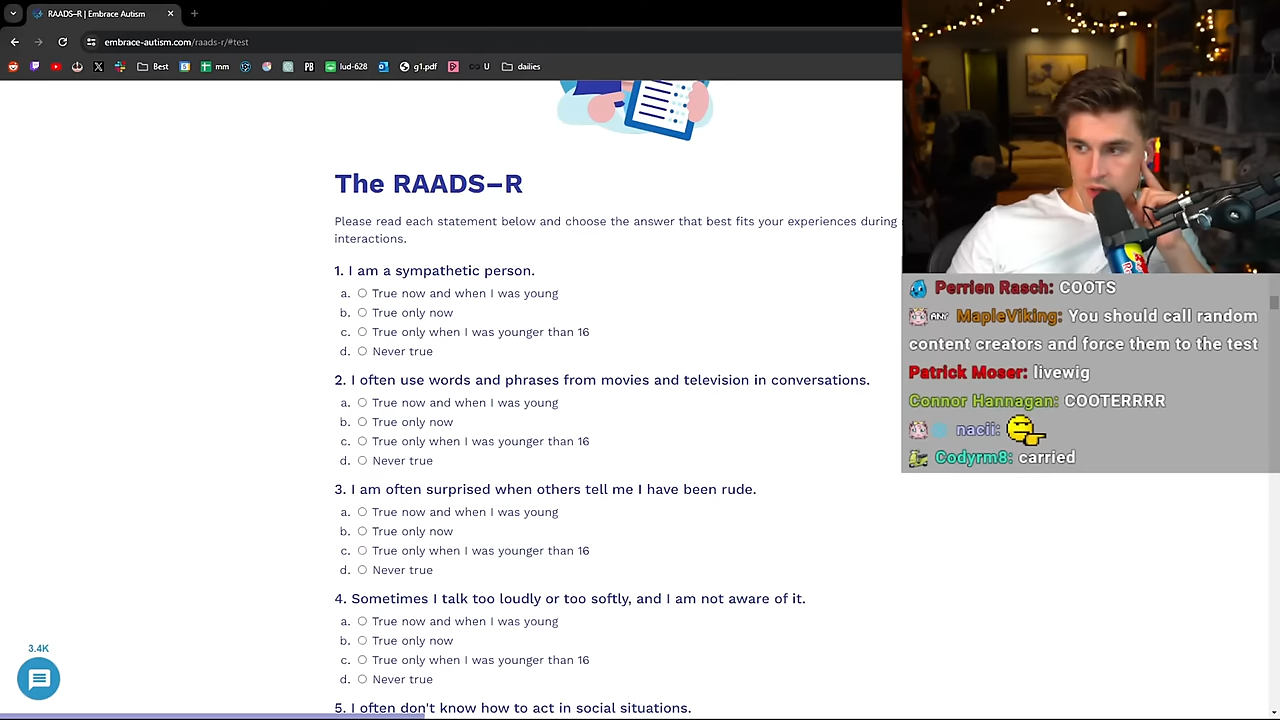 RAADS–R | Embrace Autism
embrace-autism.com/raads-r/#test
Best
mm
PB
lud-628
g1.pdf
U
dailies
The RAADS–R
Please read each statement below and choose the answer that best fits your experiences during
interactions.
1. I am a sympathetic person.
a. True now and when I was young
b. True only now
c. True only when I was younger than 16
d. Never true
2. I often use words and phrases from movies and television in conversations.
a. True now and when I was young
b. True only now
c. True only when I was younger than 16
d. Never true
3. I am often surprised when others tell me I have been rude.
a. True now and when I was young
b. True only now
c. True only when I was younger than 16
d. Never true
4. Sometimes I talk too loudly or too softly, and I am not aware of it.
a. True now and when I was young
b. True only now
c. True only when I was younger than 16
d. Never true
5. I often don't know how to act in social situations.
3.4K
Perrien Rasch: COOTS
ANY MapleViking: You should call random
content creators and force them to the test
Patrick Moser: livewig
Connor Hannagan: COOTERRRR
nacii:
Codyrm8: carried